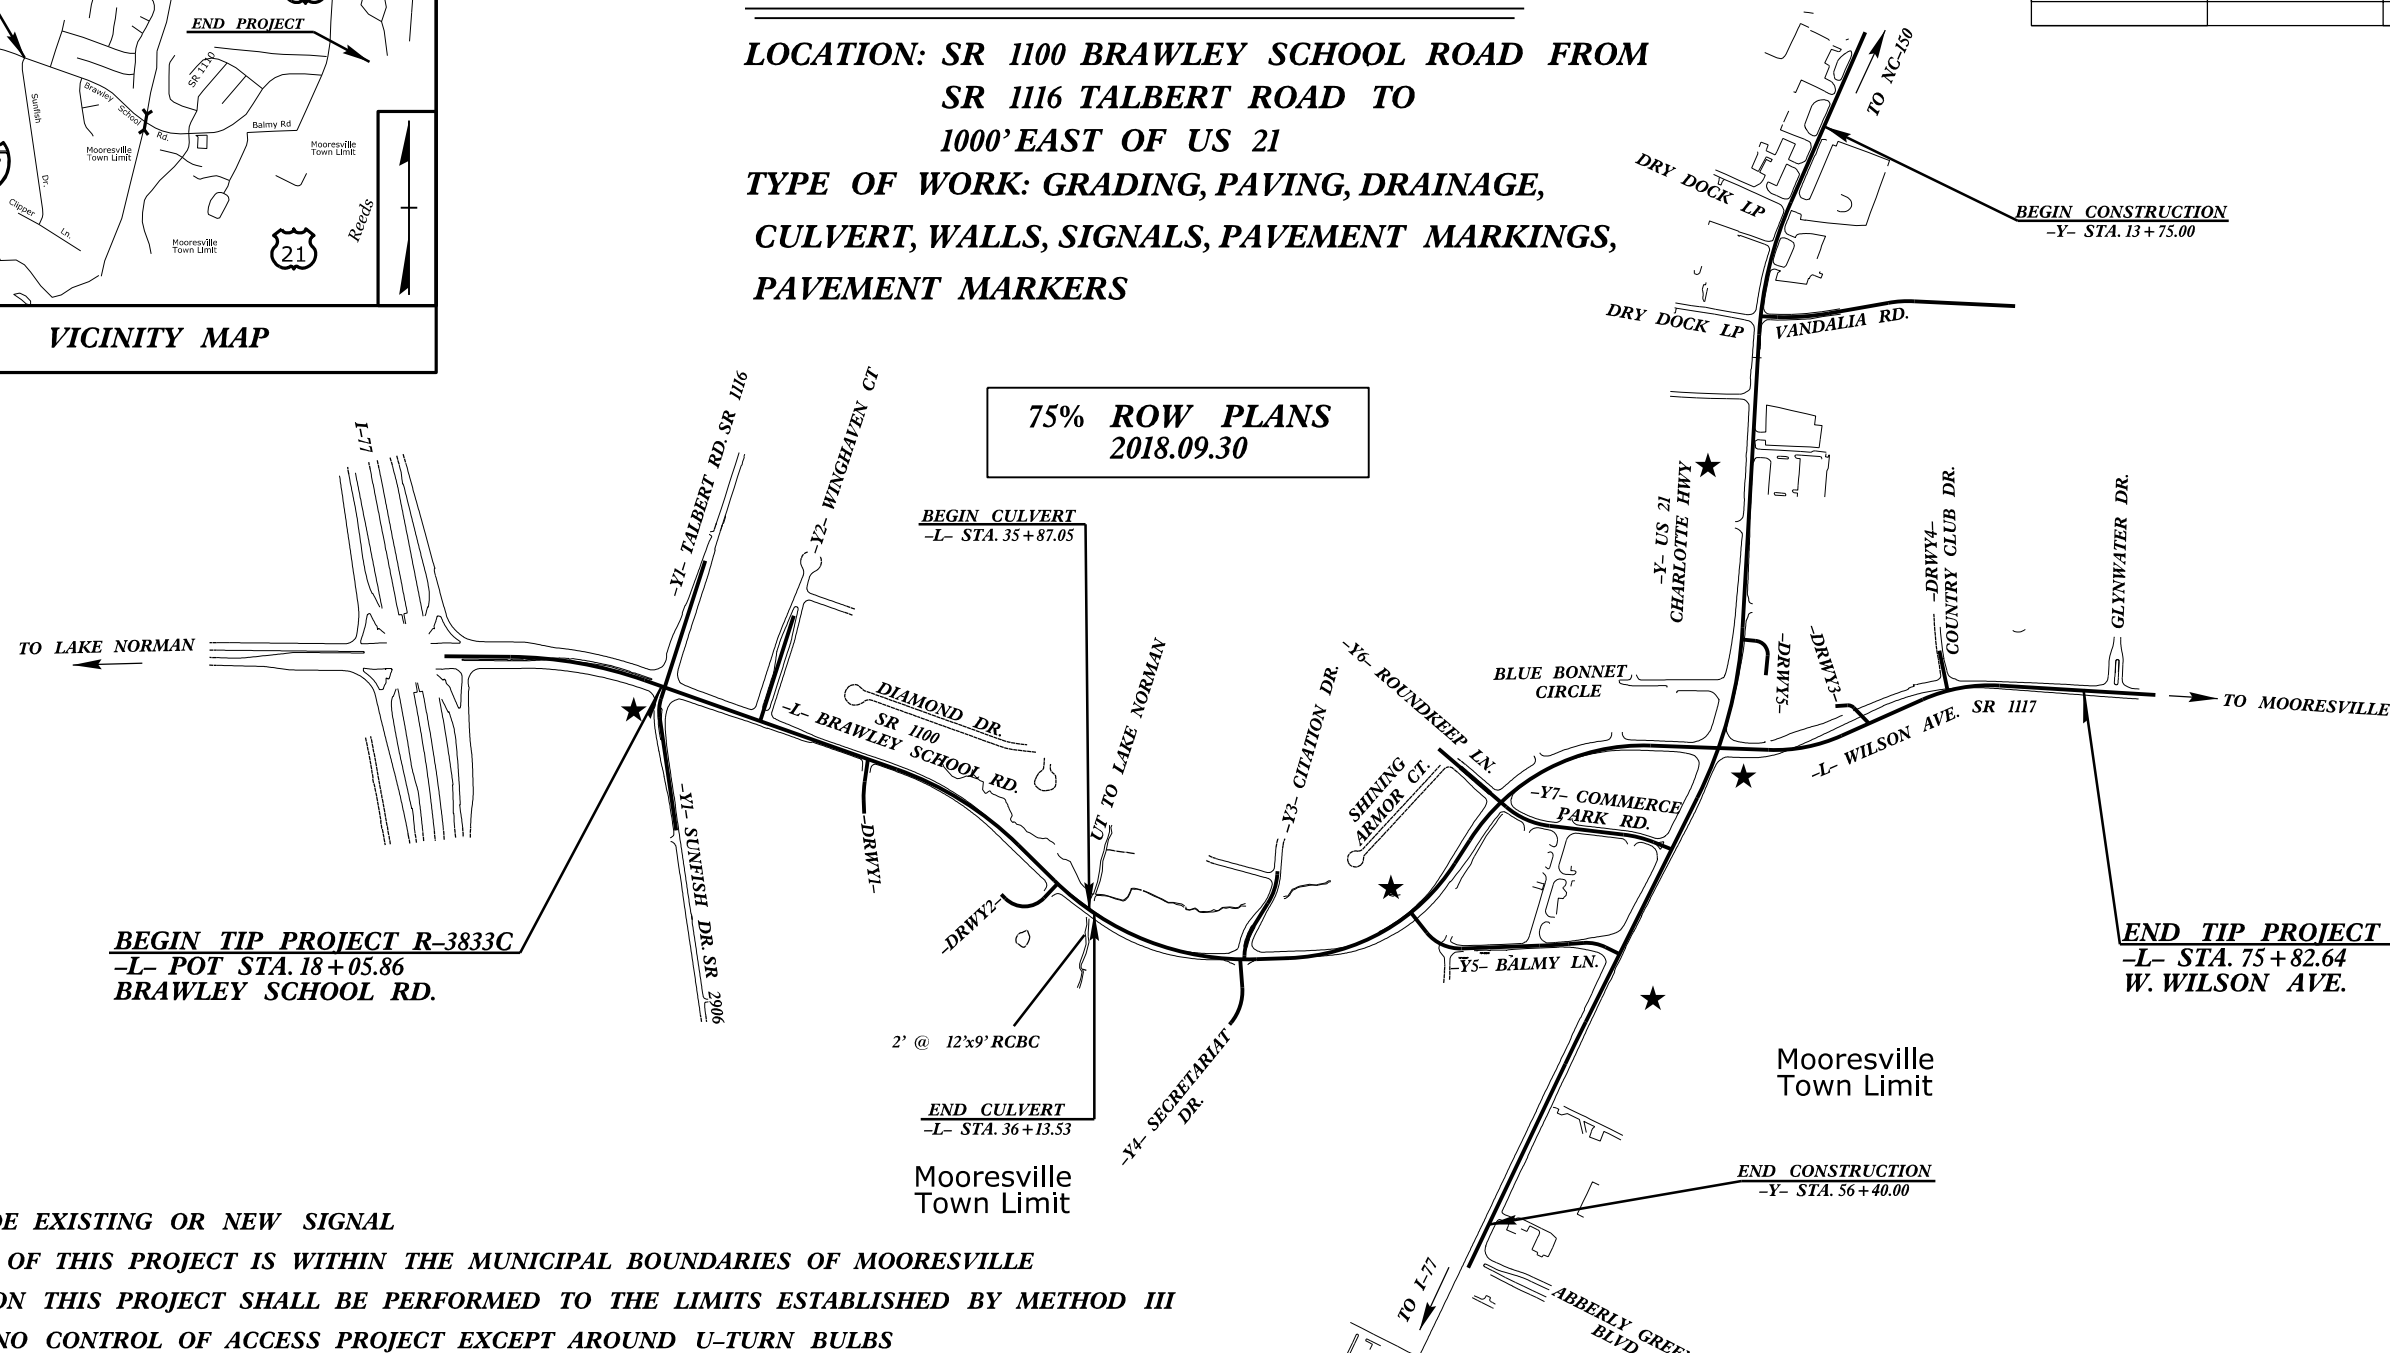 END PROJECT
SR 1116
Sunfish
Dr.
Brawley
School
Rd.
Balmy Rd
Mooresville
Town Limit
Mooresville
Town Limit
Clipper
Ln.
Mooresville
Town Limit
21
Reeds
VICINITY MAP
LOCATION: SR 1100 BRAWLEY SCHOOL ROAD FROM
SR 1116 TALBERT ROAD TO
1000' EAST OF US 21
TYPE OF WORK: GRADING, PAVING, DRAINAGE,
CULVERT, WALLS, SIGNALS, PAVEMENT MARKINGS,
PAVEMENT MARKERS
75% ROW PLANS
2018.09.30
TO NC-150
DRY DOCK LP
BEGIN CONSTRUCTION
-Y- STA. 13+75.00
DRY DOCK LP
VANDALIA RD.
I-77
-Y1- TALBERT RD. SR 1116
-Y2- WINGHAVEN CT
BEGIN CULVERT
-L- STA. 35+87.05
-Y- US 21
CHARLOTTE HWY
-DRWY4-
COUNTRY CLUB DR.
GLYNWATER DR.
TO LAKE NORMAN
DIAMOND DR.
SR 1100
-L- BRAWLEY SCHOOL RD.
UT TO LAKE NORMAN
-Y3- CITATION DR.
-Y6- ROUNDKEEP LN.
BLUE BONNET
CIRCLE
-DRWY5-
-DRWY3-
-L- WILSON AVE. SR 1117
TO MOORESVILLE
SHINING
ARMOR CT.
-Y7- COMMERCE
PARK RD.
-Y1- SUNFISH DR. SR 2906
-DRWY1-
-DRWY2-
-Y5- BALMY LN.
BEGIN TIP PROJECT R-3833C
-L- POT STA. 18+05.86
BRAWLEY SCHOOL RD.
END TIP PROJECT
-L- STA. 75+82.64
W. WILSON AVE.
2' @ 12'x9' RCBC
-Y4- SECRETARIAT
DR.
END CULVERT
-L- STA. 36+13.53
Mooresville
Town Limit
Mooresville
Town Limit
END CONSTRUCTION
-Y- STA. 56+40.00
TO I-77
ABBERLY GREEN
BLVD
EXISTING OR NEW SIGNAL
OF THIS PROJECT IS WITHIN THE MUNICIPAL BOUNDARIES OF MOORESVILLE
ON THIS PROJECT SHALL BE PERFORMED TO THE LIMITS ESTABLISHED BY METHOD III
NO CONTROL OF ACCESS PROJECT EXCEPT AROUND U-TURN BULBS